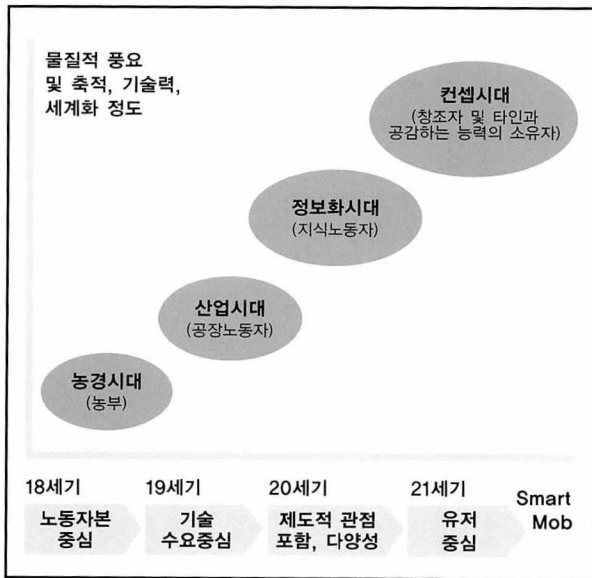 물질적 풍요
및 축적, 기술력,
세계화 정도
컨셉시대
(창조자 및 타인과
공감하는 능력의 소유자)
정보화시대
(지식노동자)
산업시대
(공장노동자)
농경시대
(농부)
18세기
노동자본
중심
19세기
기술
수요중심
20세기
제도적 관점
포함, 다양성
21세기
유저
중심
Smart
Mob